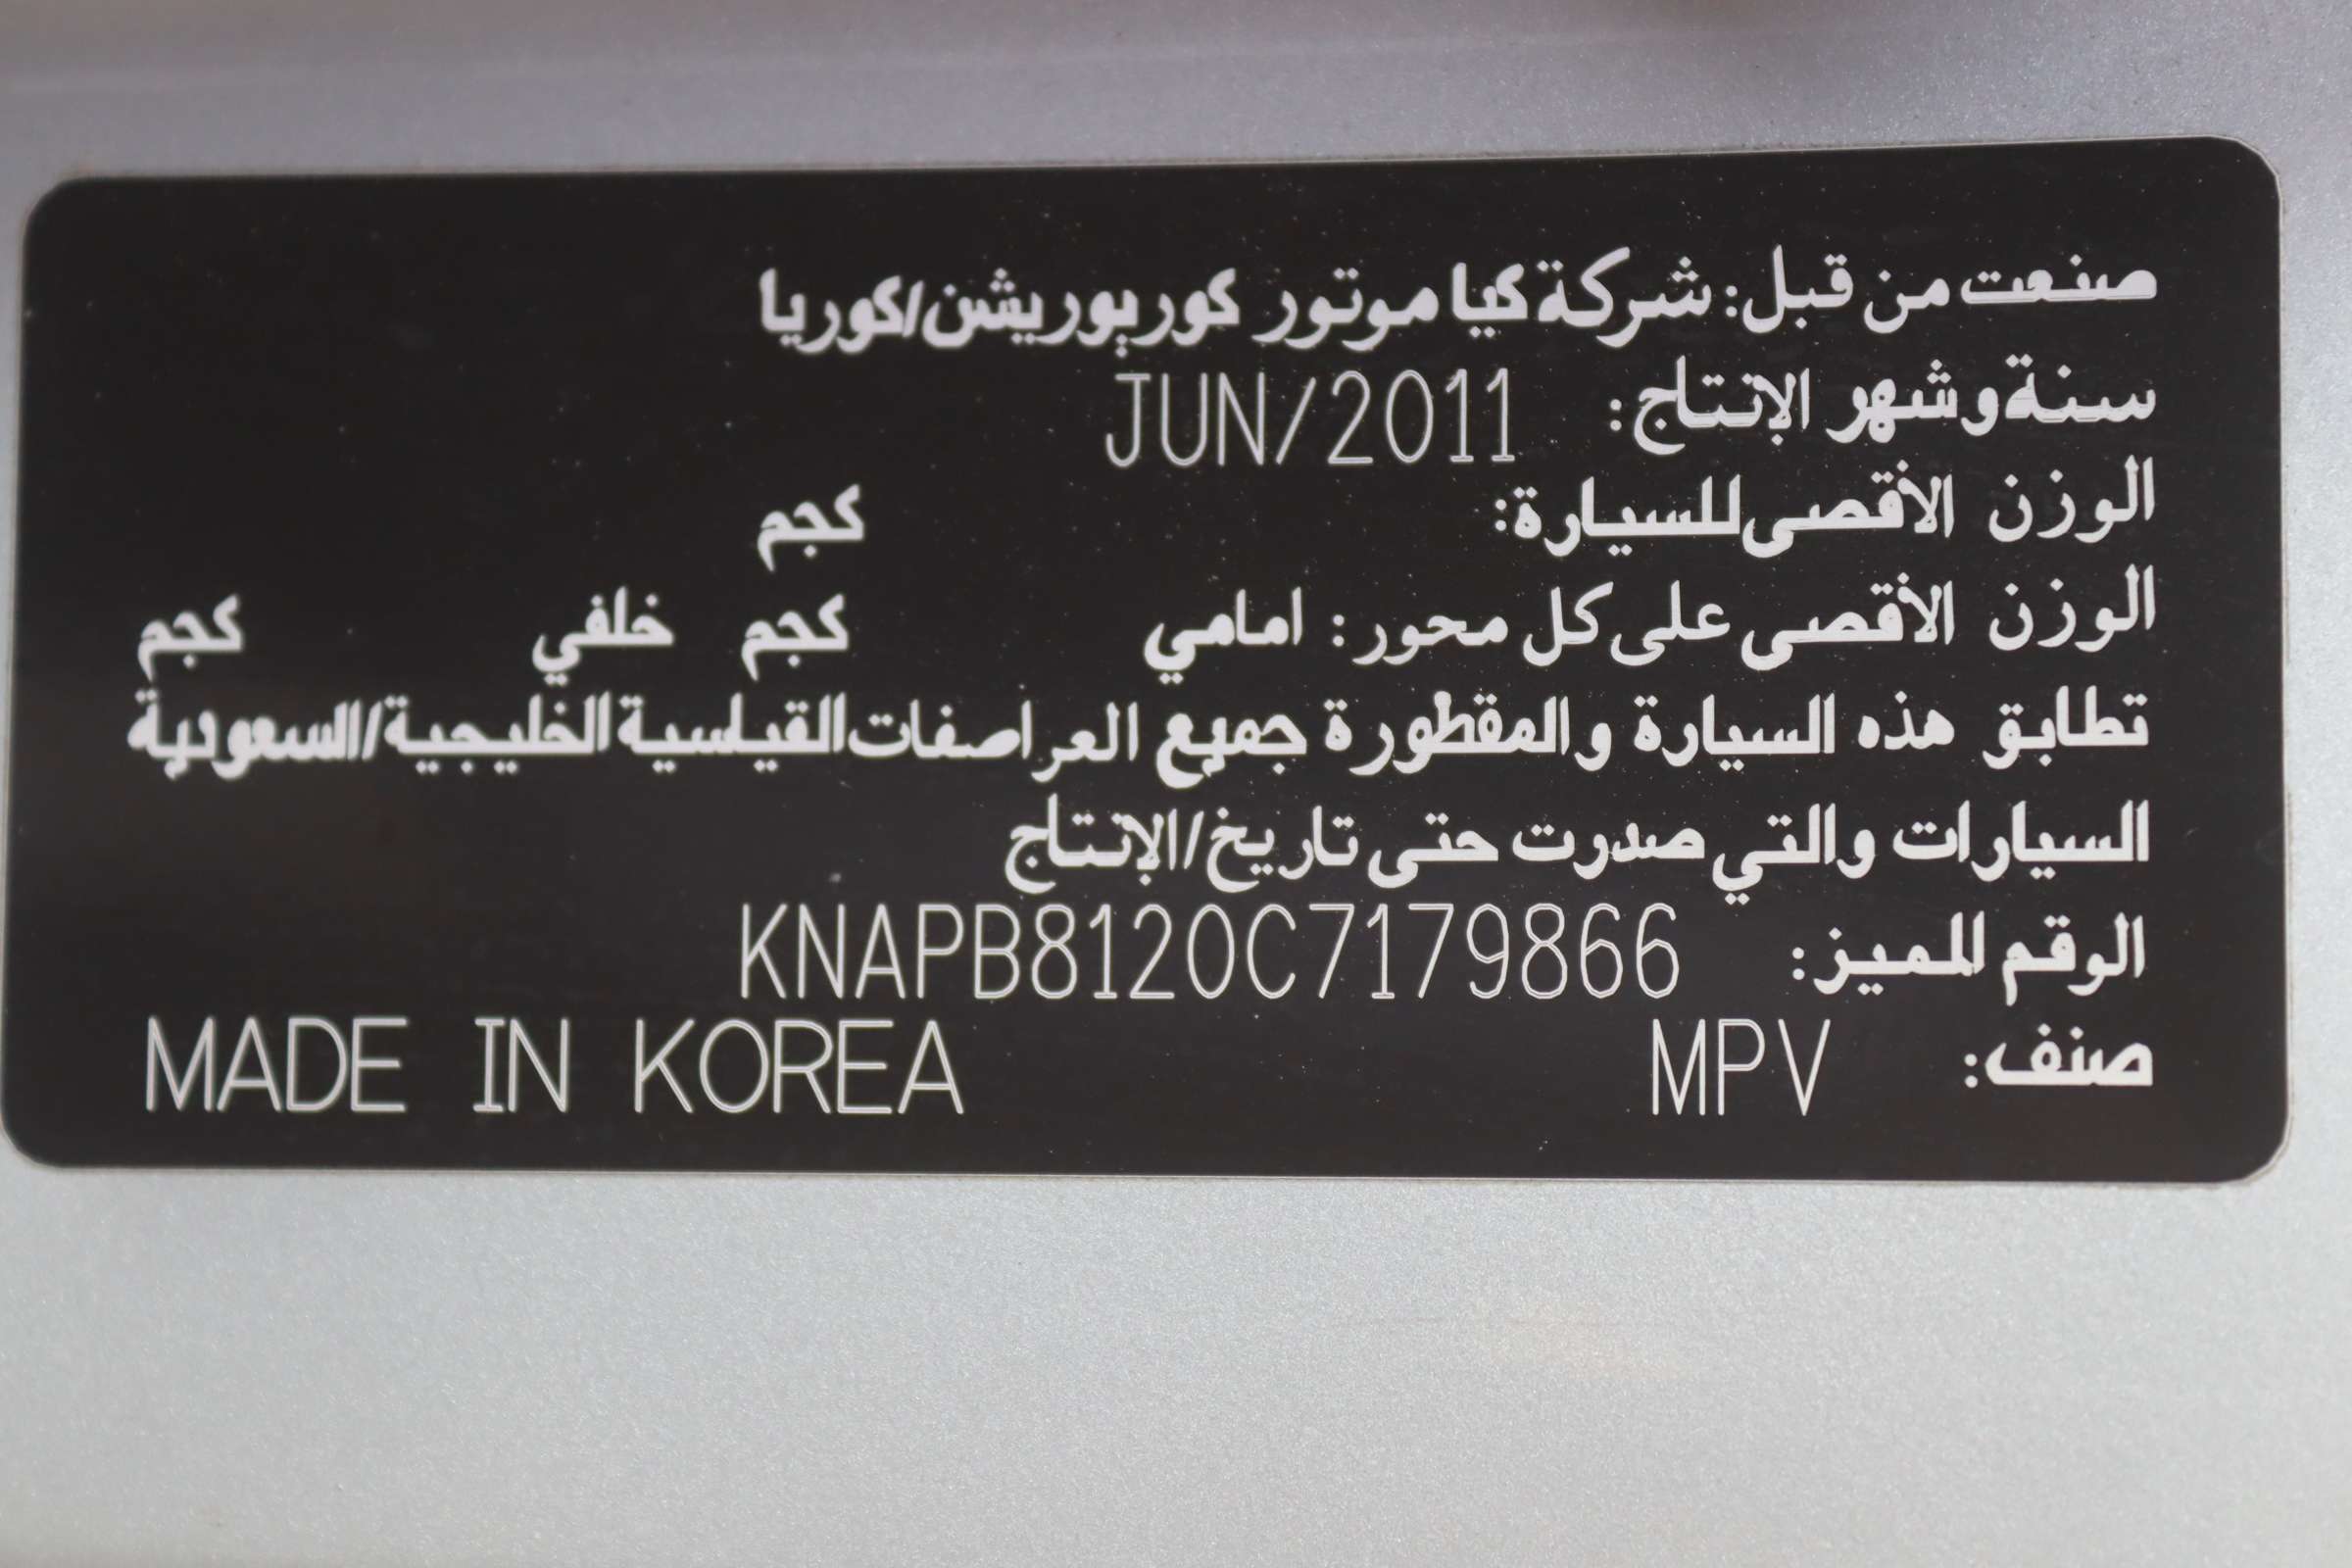 صنعت من قبل: شركة كيا موتور كوربوريشن/كوريا
سنة وشهر الإنتاج: JUN/2011
الوزن الأقصى للسيارة: كجم
الوزن الأقصى على كل محور: امامي كجم خلفي كجم
تطابق هذه السيارة والمقطورة جميع العراصفات القياسية الخليجية/السعودية
السيارات والتي صدرت حتى تاريخ/الإنتاج
الوقم المميز: KNAPB8120C7179866
صنف: MPV MADE IN KOREA